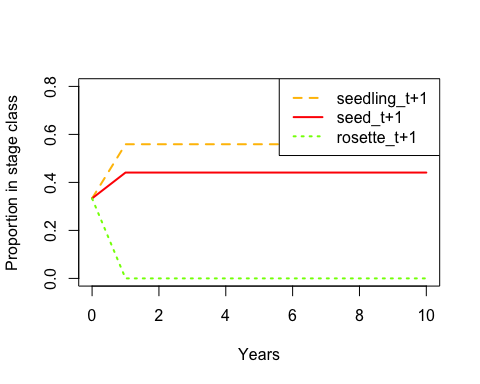 seedling_t+1
seed_t+1
rosette_t+1
Proportion in stage class
0.8
0.6
0.4
0.2
0.0
0 2 4 6 8 10
Years